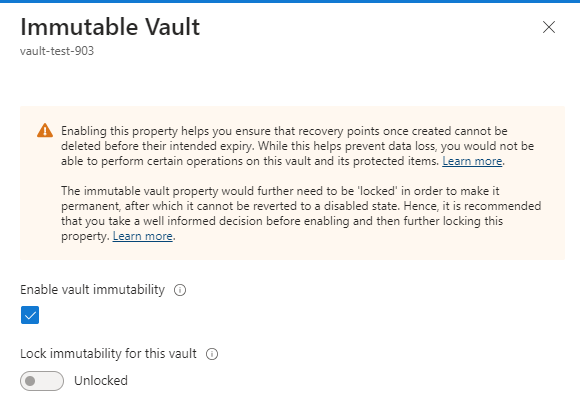 Immutable Vault
vault-test-903
Enabling this property helps you ensure that recovery points once created cannot be
deleted before their intended expiry. While this helps prevent data loss, you would not be
able to perform certain operations on this vault and its protected items. Learn more.
The immutable vault property would further need to be 'locked' in order to make it
permanent, after which it cannot be reverted to a disabled state. Hence, it is recommended
that you take a well informed decision before enabling and then further locking this
property. Learn more.
Enable vault immutability
Lock immutability for this vault
Unlocked